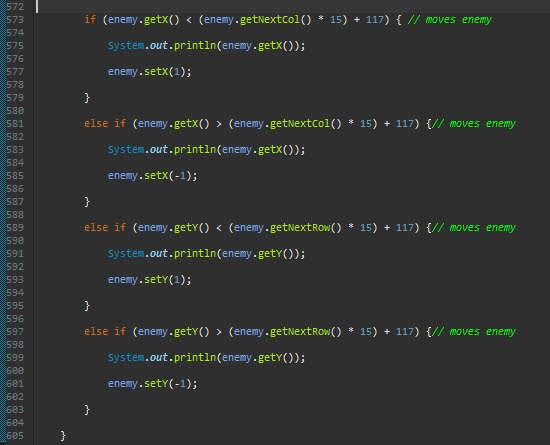 572
573 if (enemy.getX() < (enemy.getNextCol() * 15) + 117) { // moves enemy
574
575 System.out.println(enemy.getX());
576
577 enemy.setX(1);
578
579 }
580
581 else if (enemy.getX() > (enemy.getNextCol() * 15) + 117) {// moves enemy
582
583 System.out.println(enemy.getX());
584
585 enemy.setX(-1);
586
587 }
588
589 else if (enemy.getY() < (enemy.getNextRow() * 15) + 117) {// moves enemy
590
591 System.out.println(enemy.getY());
592
593 enemy.setY(1);
594
595 }
596
597 else if (enemy.getY() > (enemy.getNextRow() * 15) + 117) {// moves enemy
598
599 System.out.println(enemy.getY());
600
601 enemy.setY(-1);
602
603 }
604
605 }